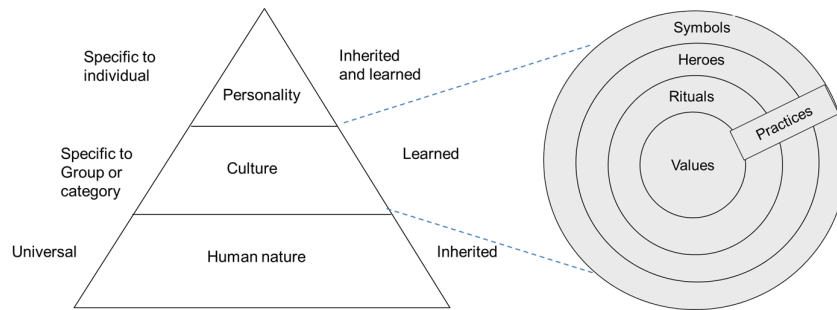 Specific to
individual
Personality
Inherited
and learned
Specific to
Group or
category
Culture
Learned
Universal
Human nature
Inherited
Symbols
Heroes
Rituals
Practices
Values